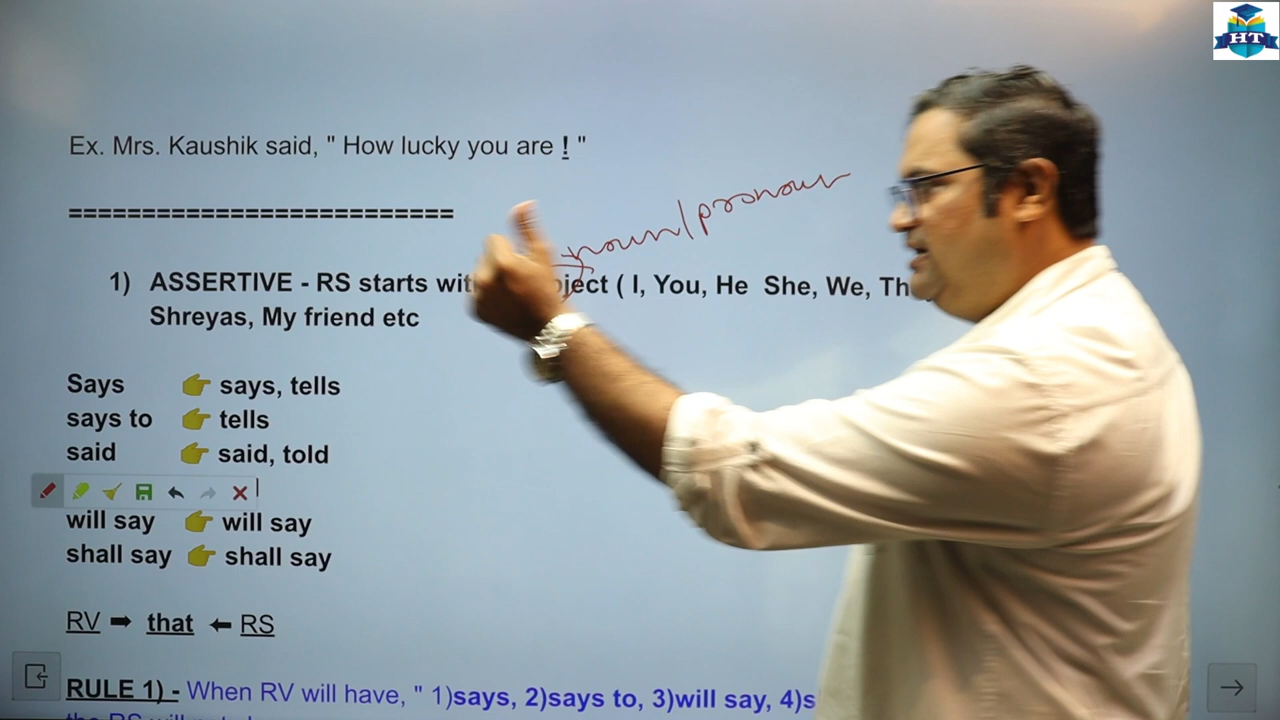 HT
Ex. Mrs. Kaushik said, " How lucky you are ! "
==========================
noun/pronoun
1) ASSERTIVE - RS starts ject ( I, You, He She, We,
Shreyas, My friend etc
Says 👉 says, tells
says to 👉 tells
said 👉 said, told
will say 👉 will say
shall say 👉 shall say
RV ➡ that ⬅ RS
RULE 1) - When RV will have, " 1)says, 2)says to, 3)will say, 4)s